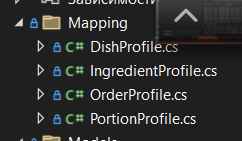 Зависимости
Mapping
C# DishProfile.cs
C# IngredientProfile.cs
C# OrderProfile.cs
C# PortionProfile.cs
Models